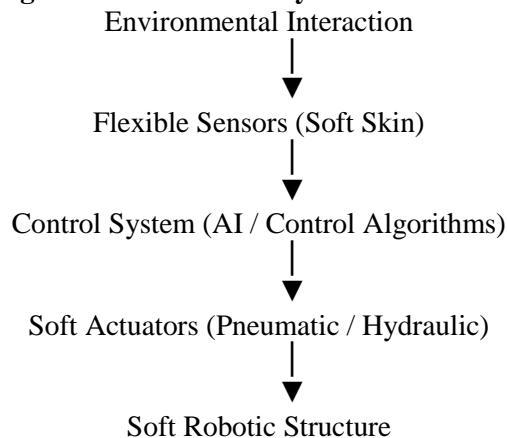 Environmental Interaction
Flexible Sensors (Soft Skin)
Control System (AI / Control Algorithms)
Soft Actuators (Pneumatic / Hydraulic)
Soft Robotic Structure